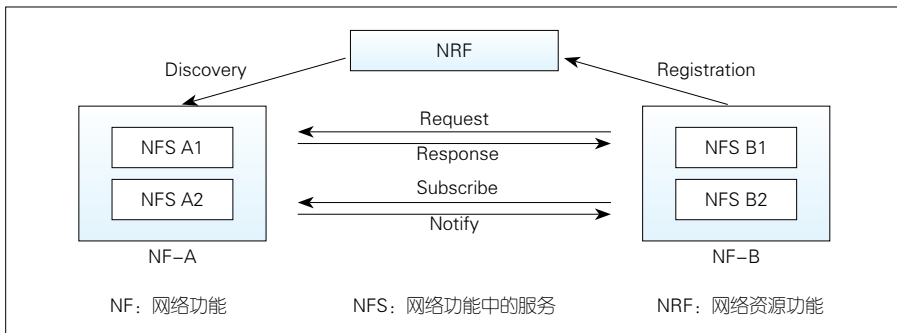 NRF
Discovery
Registration
Request
NFS A1
NFS B1
Response
Subscribe
NFS A2
NFS B2
Notify
NF-A
NF-B
NF：网络功能
NFS：网络功能中的服务
NRF：网络资源功能